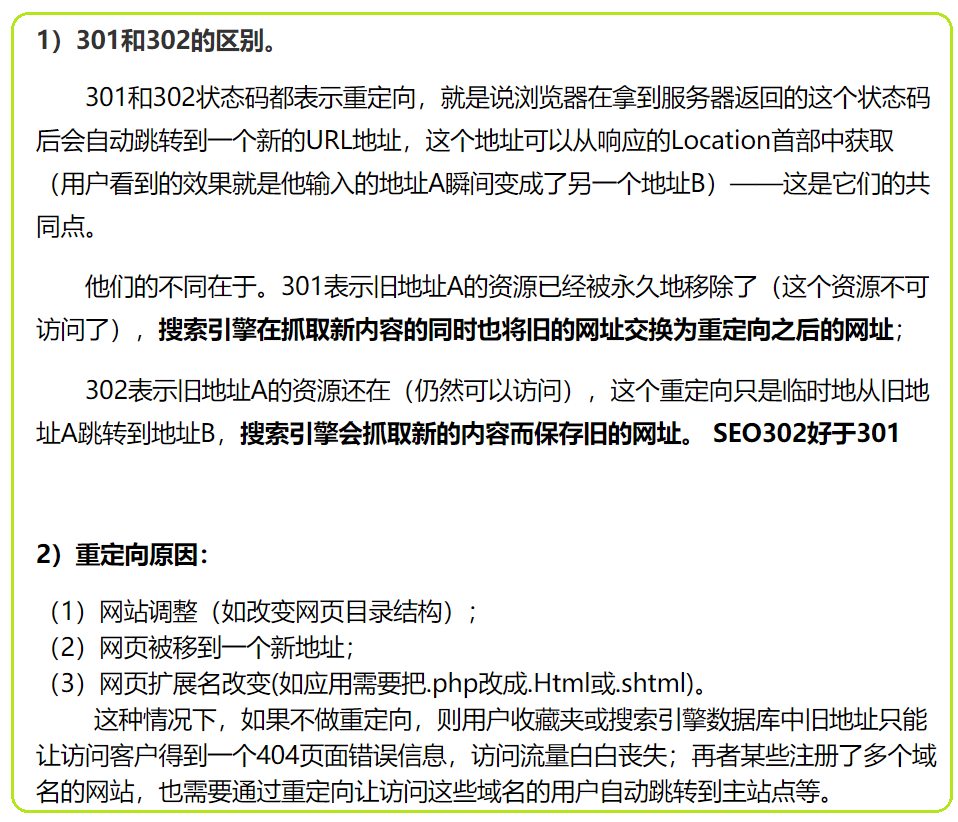 1）301和302的区别。
301和302状态码都表示重定向，就是说浏览器在拿到服务器返回的这个状态码
后会自动跳转到一个新的URL地址，这个地址可以从响应的Location首部中获取
（用户看到的效果就是他输入的地址A瞬间变成了另一个地址B）——这是它们的共
同点。
他们的不同在于。301表示旧地址A的资源已经被永久地移除了（这个资源不可
访问了），搜索引擎在抓取新内容的同时也将旧的网址交换为重定向之后的网址；
302表示旧地址A的资源还在（仍然可以访问），这个重定向只是临时地从旧地
址A跳转到地址B，搜索引擎会抓取新的内容而保存旧的网址。 SEO302好于301
2）重定向原因：
（1）网站调整（如改变网页目录结构）；
（2）网页被移到一个新地址；
（3）网页扩展名改变(如应用需要把.php改成.Html或.shtml)。
这种情况下，如果不做重定向，则用户收藏夹或搜索引擎数据库中旧地址只能
让访问客户得到一个404页面错误信息，访问流量白白丧失；再者某些注册了多个域
名的网站，也需要通过重定向让访问这些域名的用户自动跳转到主站点等。